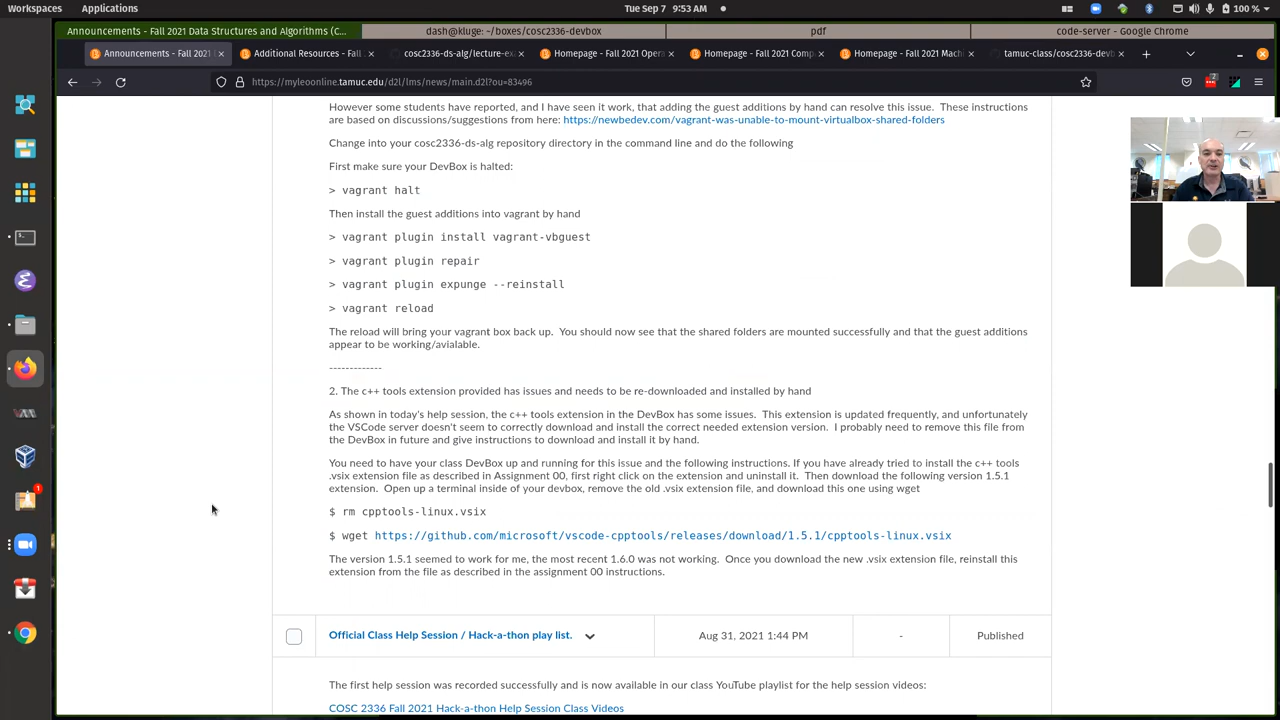 Workspaces Applications Tue Sep 7 9:53 AM 100 %
Announcements - Fall 2021 Data Structures and Algorithms (C... dash@kluge: ~/boxes/cosc2336-devbox pdf code-server - Google Chrome
Announcements - Fall 2021 Additional Resources - Fall 2 cosc2336-ds-alg/lecture-exa Homepage - Fall 2021 Opera Homepage - Fall 2021 Comp Homepage - Fall 2021 Machi tamuc-class/cosc2336-devb
https://myleoonline.tamuc.edu/d2l/lms/news/main.d2l?ou=83496
However some students have reported, and I have seen it work, that adding the guest additions by hand can resolve this issue. These instructions
are based on discussions/suggestions from here: https://newbedev.com/vagrant-was-unable-to-mount-virtualbox-shared-folders
Change into your cosc2336-ds-alg repository directory in the command line and do the following
First make sure your DevBox is halted:
> vagrant halt
Then install the guest additions into vagrant by hand
> vagrant plugin install vagrant-vbguest
> vagrant plugin repair
> vagrant plugin expunge --reinstall
> vagrant reload
The reload will bring your vagrant box back up. You should now see that the shared folders are mounted successfully and that the guest additions
appear to be working/avialable.
-------------
2. The c++ tools extension provided has issues and needs to be re-downloaded and installed by hand
As shown in today's help session, the c++ tools extension in the DevBox has some issues. This extension is updated frequently, and unfortunately
the VSCode server doesn't seem to correctly download and install the correct needed extension version. I probably need to remove this file from
the DevBox in future and give instructions to download and install it by hand.
You need to have your class DevBox up and running for this issue and the following instructions. If you have already tried to install the c++ tools
.vsix extension file as described in Assignment 00, first right click on the extension and uninstall it. Then download the following version 1.5.1
extension. Open up a terminal inside of your devbox, remove the old .vsix extension file, and download this one using wget
$ rm cpptools-linux.vsix
$ wget https://github.com/microsoft/vscode-cpptools/releases/download/1.5.1/cpptools-linux.vsix
The version 1.5.1 seemed to work for me, the most recent 1.6.0 was not working. Once you download the new .vsix extension file, reinstall this
extension from the file as described in the assignment 00 instructions.
Official Class Help Session / Hack-a-thon play list. Aug 31, 2021 1:44 PM - Published
The first help session was recorded successfully and is now available in our class YouTube playlist for the help session videos:
COSC 2336 Fall 2021 Hack-a-thon Help Session Class Videos